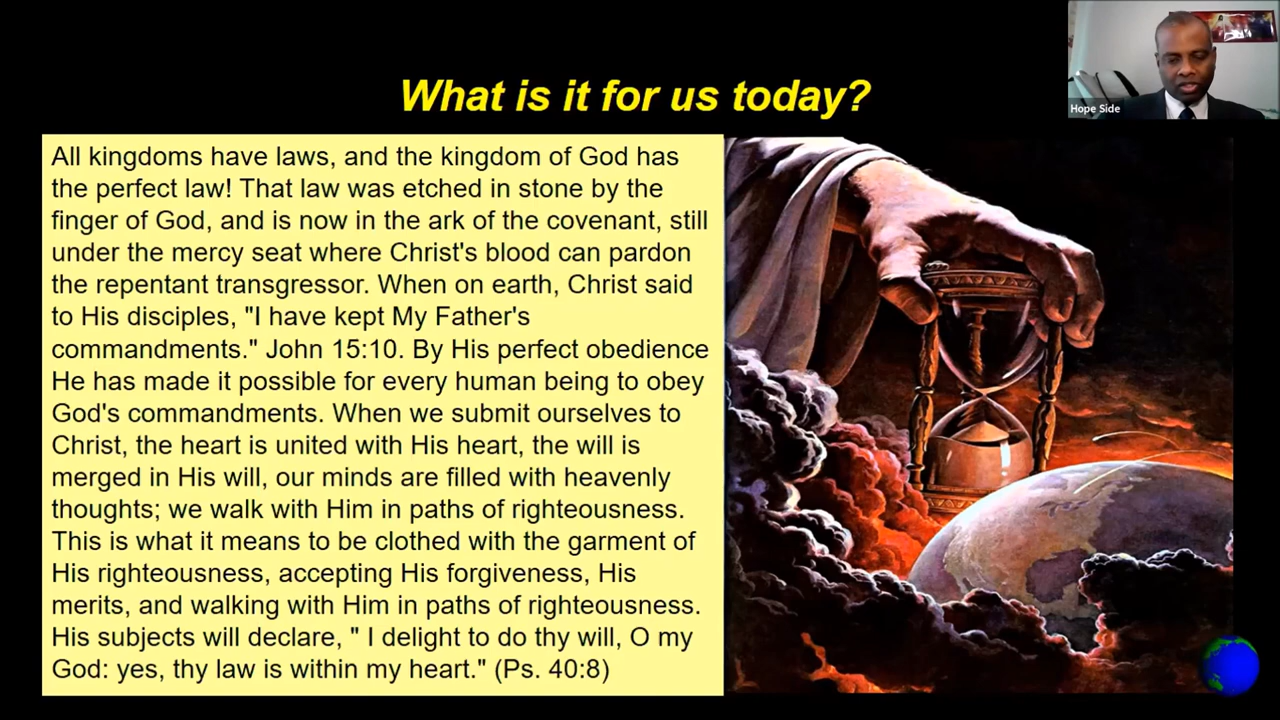 What is it for us today?
Hope Side
All kingdoms have laws, and the kingdom of God has
the perfect law! That law was etched in stone by the
finger of God, and is now in the ark of the covenant, still
under the mercy seat where Christ's blood can pardon
the repentant transgressor. When on earth, Christ said
to His disciples, "I have kept My Father's
commandments." John 15:10. By His perfect obedience
He has made it possible for every human being to obey
God's commandments. When we submit ourselves to
Christ, the heart is united with His heart, the will is
merged in His will, our minds are filled with heavenly
thoughts; we walk with Him in paths of righteousness.
This is what it means to be clothed with the garment of
His righteousness, accepting His forgiveness, His
merits, and walking with Him in paths of righteousness.
His subjects will declare, " I delight to do thy will, O my
God: yes, thy law is within my heart." (Ps. 40:8)